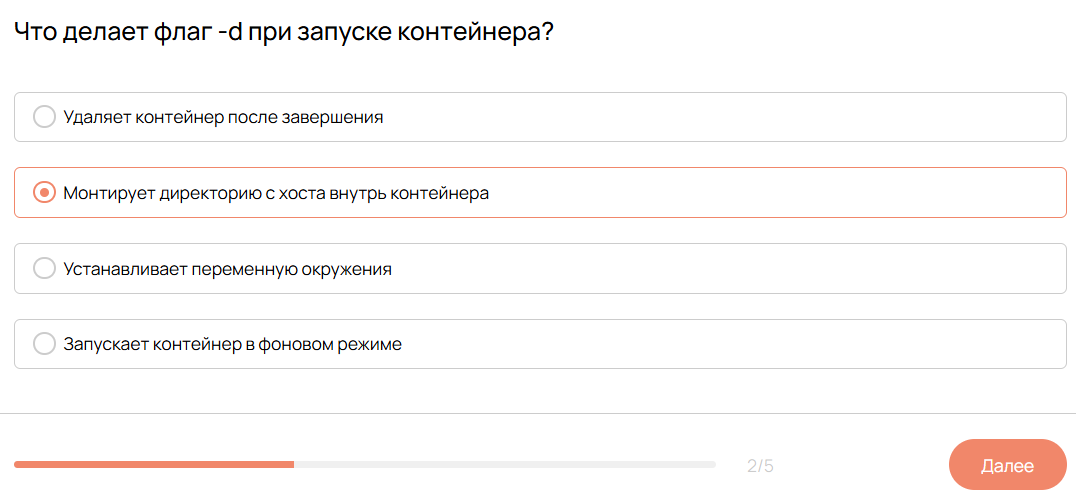 Что делает флаг -d при запуске контейнера?
Удаляет контейнер после завершения
Монтирует директорию с хоста внутрь контейнера
Устанавливает переменную окружения
Запускает контейнер в фоновом режиме
2/5
Далее